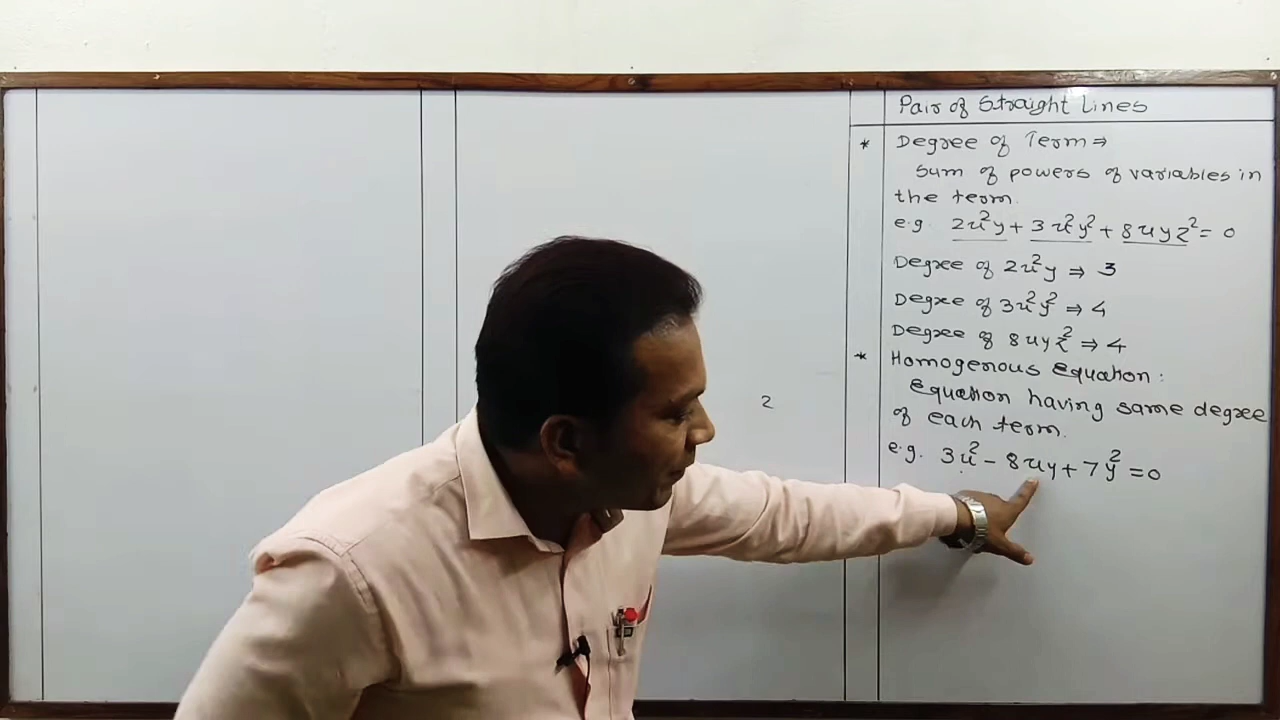 Pair of Straight Lines
* Degree of Term ⇒
Sum of powers of variables in
the term.
e.g. 2x²y + 3x²y² + 8xyz² = 0
Degree of 2x²y ⇒ 3
Degree of 3x²y² ⇒ 4
Degree of 8xyz² ⇒ 4
* Homogenous Equation :
Equation having same degree
of each term.
e.g. 3x² - 8xy + 7y² = 0
2